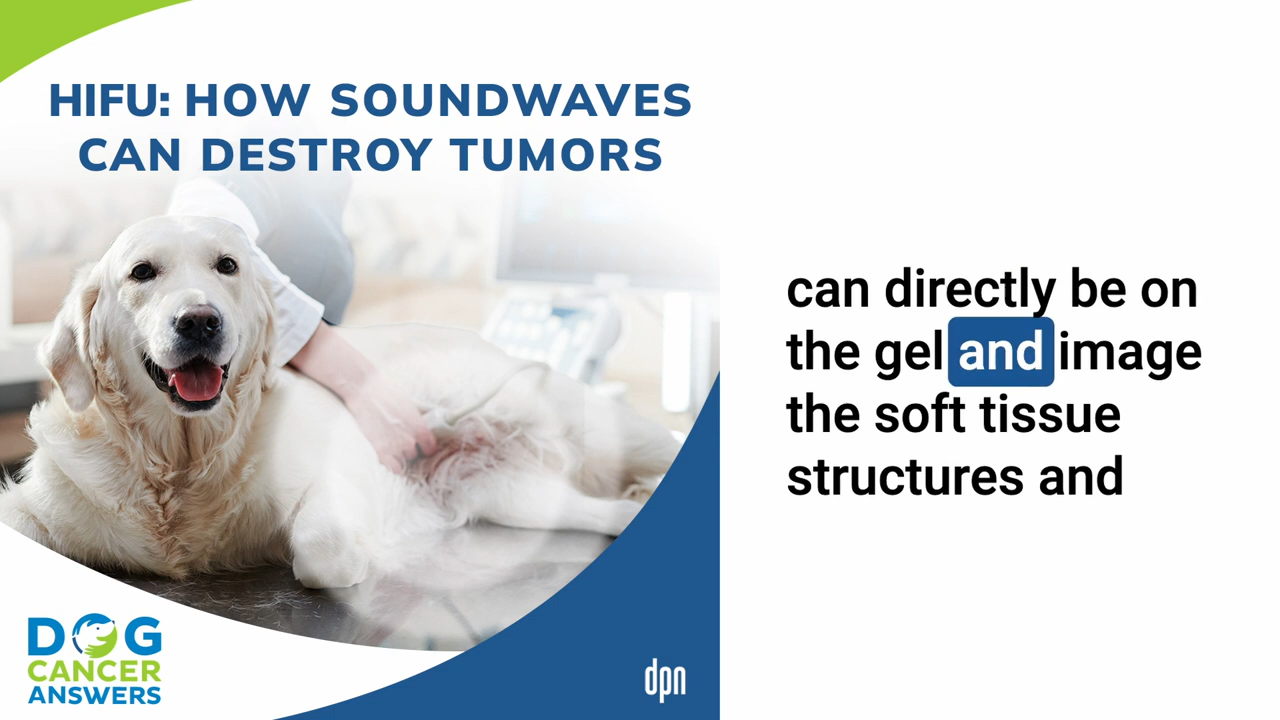 HIFU: HOW SOUNDWAVES
CAN DESTROY TUMORS
can directly be on
the gel and image
the soft tissue
structures and
DOG
CANCER
ANSWERS
dpn